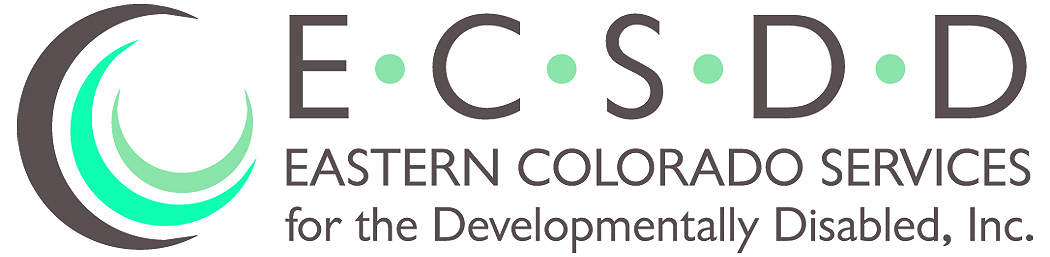 E•C•S•D•D
EASTERN COLORADO SERVICES
for the Developmentally Disabled, Inc.